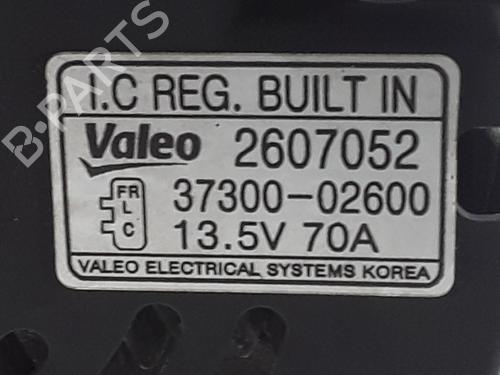 B-PARTS
I.C REG. BUILT IN
Valeo 2607052
FR
L
C
37300-02600
13.5V 70A
VALEO ELECTRICAL SYSTEMS KOREA